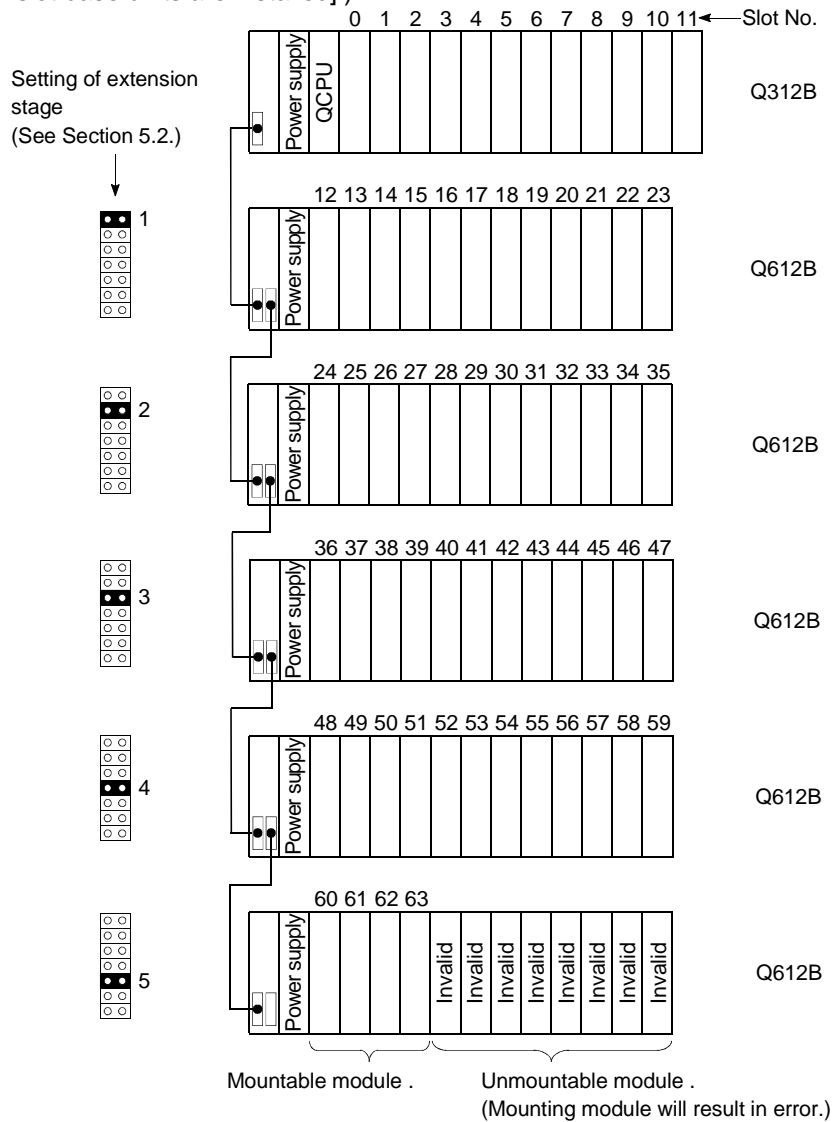 0 1 2 3 4 5 6 7 8 9 10 11 Slot No.
Setting of extension
stage
(See Section 5.2.)
Power supply
QCPU
Q312B
1
12 13 14 15 16 17 18 19 20 21 22 23
Power supply
Q612B
2
24 25 26 27 28 29 30 31 32 33 34 35
Power supply
Q612B
3
36 37 38 39 40 41 42 43 44 45 46 47
Power supply
Q612B
4
48 49 50 51 52 53 54 55 56 57 58 59
Power supply
Q612B
5
60 61 62 63
Power supply
Invalid
Invalid
Invalid
Invalid
Invalid
Invalid
Invalid
Invalid
Q612B
Mountable module .
Unmountable module .
(Mounting module will result in error.)